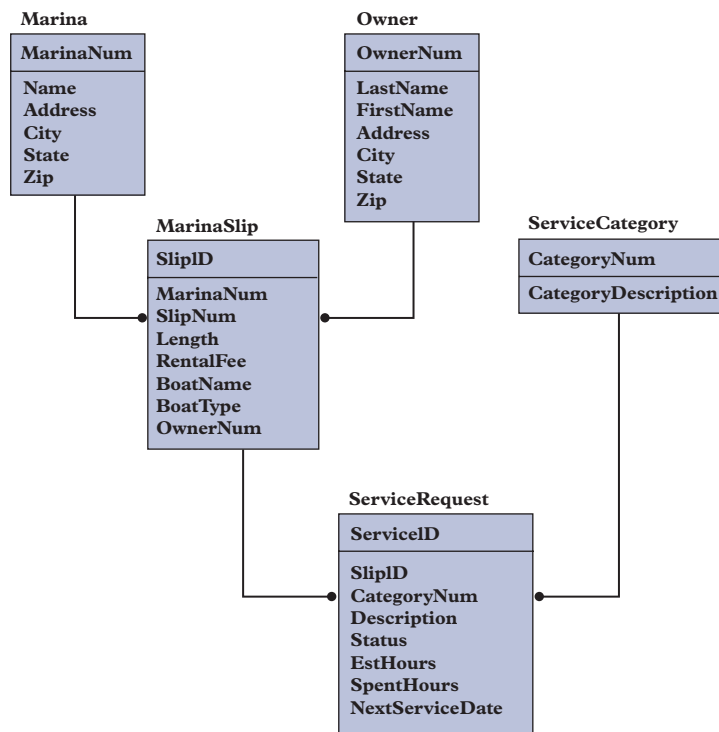 Marina
MarinaNum
Name
Address
City
State
Zip
Owner
OwnerNum
LastName
FirstName
Address
City
State
Zip
MarinaSlip
SlipID
MarinaNum
SlipNum
Length
RentalFee
BoatName
BoatType
OwnerNum
ServiceCategory
CategoryNum
CategoryDescription
ServiceRequest
ServiceID
SlipID
CategoryNum
Description
Status
EstHours
SpentHours
NextServiceDate